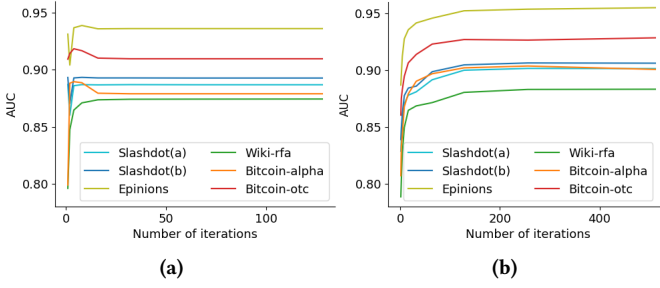 0.95
0.90
0.85
0.80
AUC
Slashdot(a)
Slashdot(b)
Epinions
Wiki-rfa
Bitcoin-alpha
Bitcoin-otc
0 50 100
Number of iterations
(a)
0.95
0.90
0.85
0.80
AUC
Slashdot(a)
Slashdot(b)
Epinions
Wiki-rfa
Bitcoin-alpha
Bitcoin-otc
0 200 400
Number of iterations
(b)